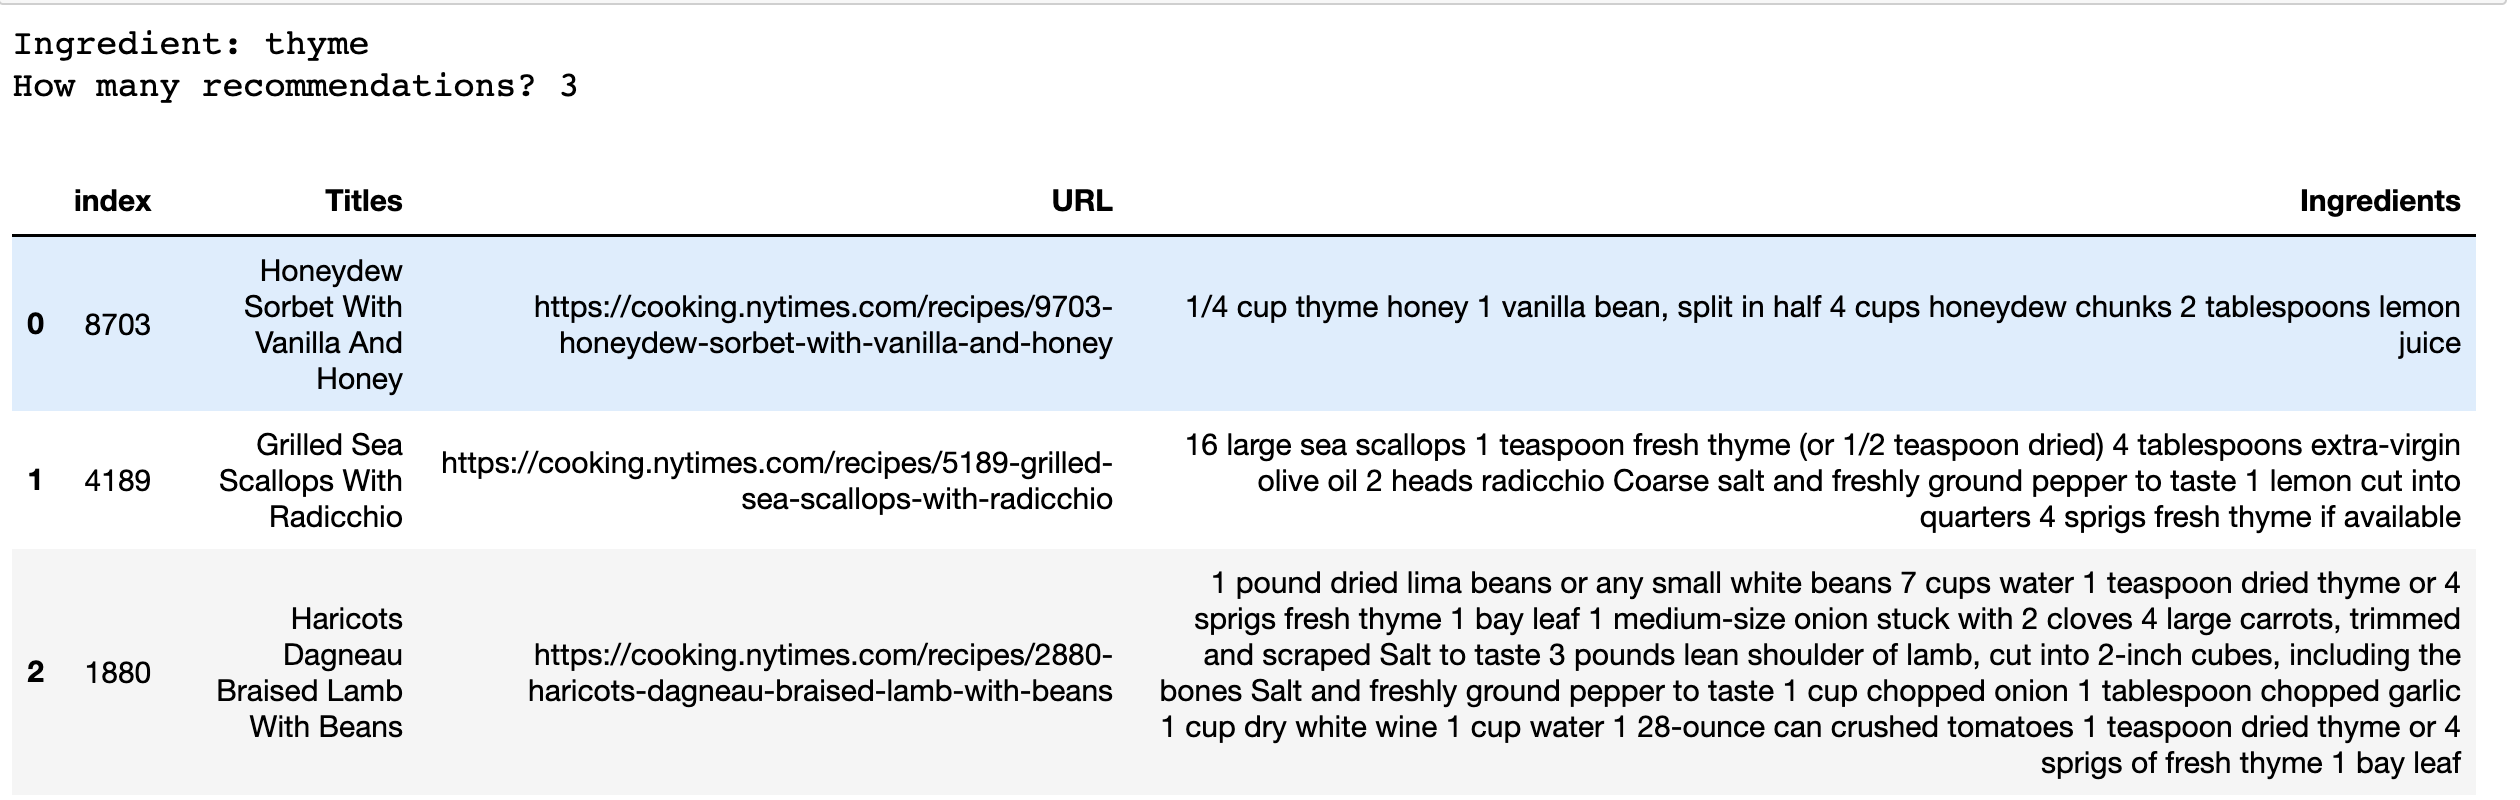 Ingredient: thyme
How many recommendations? 3
index Titles URL Ingredients
0 8703
Honeydew
Sorbet With
Vanilla And
Honey
https://cooking.nytimes.com/recipes/9703-
honeydew-sorbet-with-vanilla-and-honey
1/4 cup thyme honey 1 vanilla bean, split in half 4 cups honeydew chunks 2 tablespoons lemon
juice
1 4189
Grilled Sea
Scallops With
Radicchio
https://cooking.nytimes.com/recipes/5189-grilled-
sea-scallops-with-radicchio
16 large sea scallops 1 teaspoon fresh thyme (or 1/2 teaspoon dried) 4 tablespoons extra-virgin
olive oil 2 heads radicchio Coarse salt and freshly ground pepper to taste 1 lemon cut into
quarters 4 sprigs fresh thyme if available
2 1880
Haricots
Dagneau
Braised Lamb
With Beans
https://cooking.nytimes.com/recipes/2880-
haricots-dagneau-braised-lamb-with-beans
1 pound dried lima beans or any small white beans 7 cups water 1 teaspoon dried thyme or 4
sprigs fresh thyme 1 bay leaf 1 medium-size onion stuck with 2 cloves 4 large carrots, trimmed
and scraped Salt to taste 3 pounds lean shoulder of lamb, cut into 2-inch cubes, including the
bones Salt and freshly ground pepper to taste 1 cup chopped onion 1 tablespoon chopped garlic
1 cup dry white wine 1 cup water 1 28-ounce can crushed tomatoes 1 teaspoon dried thyme or 4
sprigs of fresh thyme 1 bay leaf